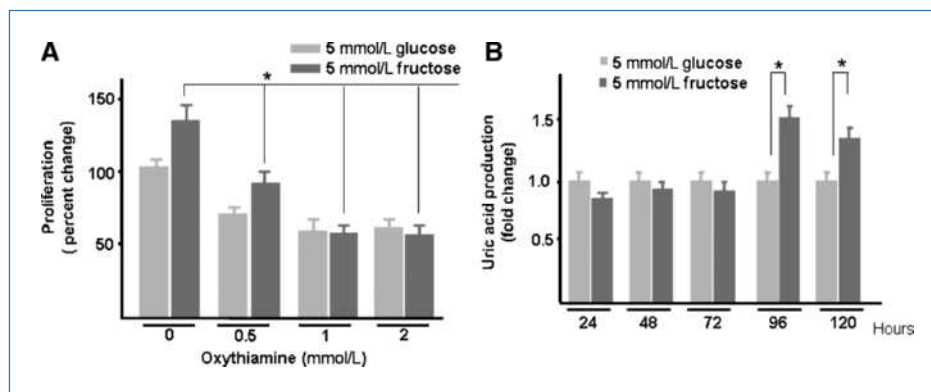 A
5 mmol/L glucose
5 mmol/L fructose
*
150
100
50
Proliferation
( percent change)
0 0.5 1 2
Oxythiamine (mmol/L)
B
5 mmol/L glucose
5 mmol/L fructose
* *
1.5
1.0
0.5
Uric acid production
(fold change)
24 48 72 96 120 Hours